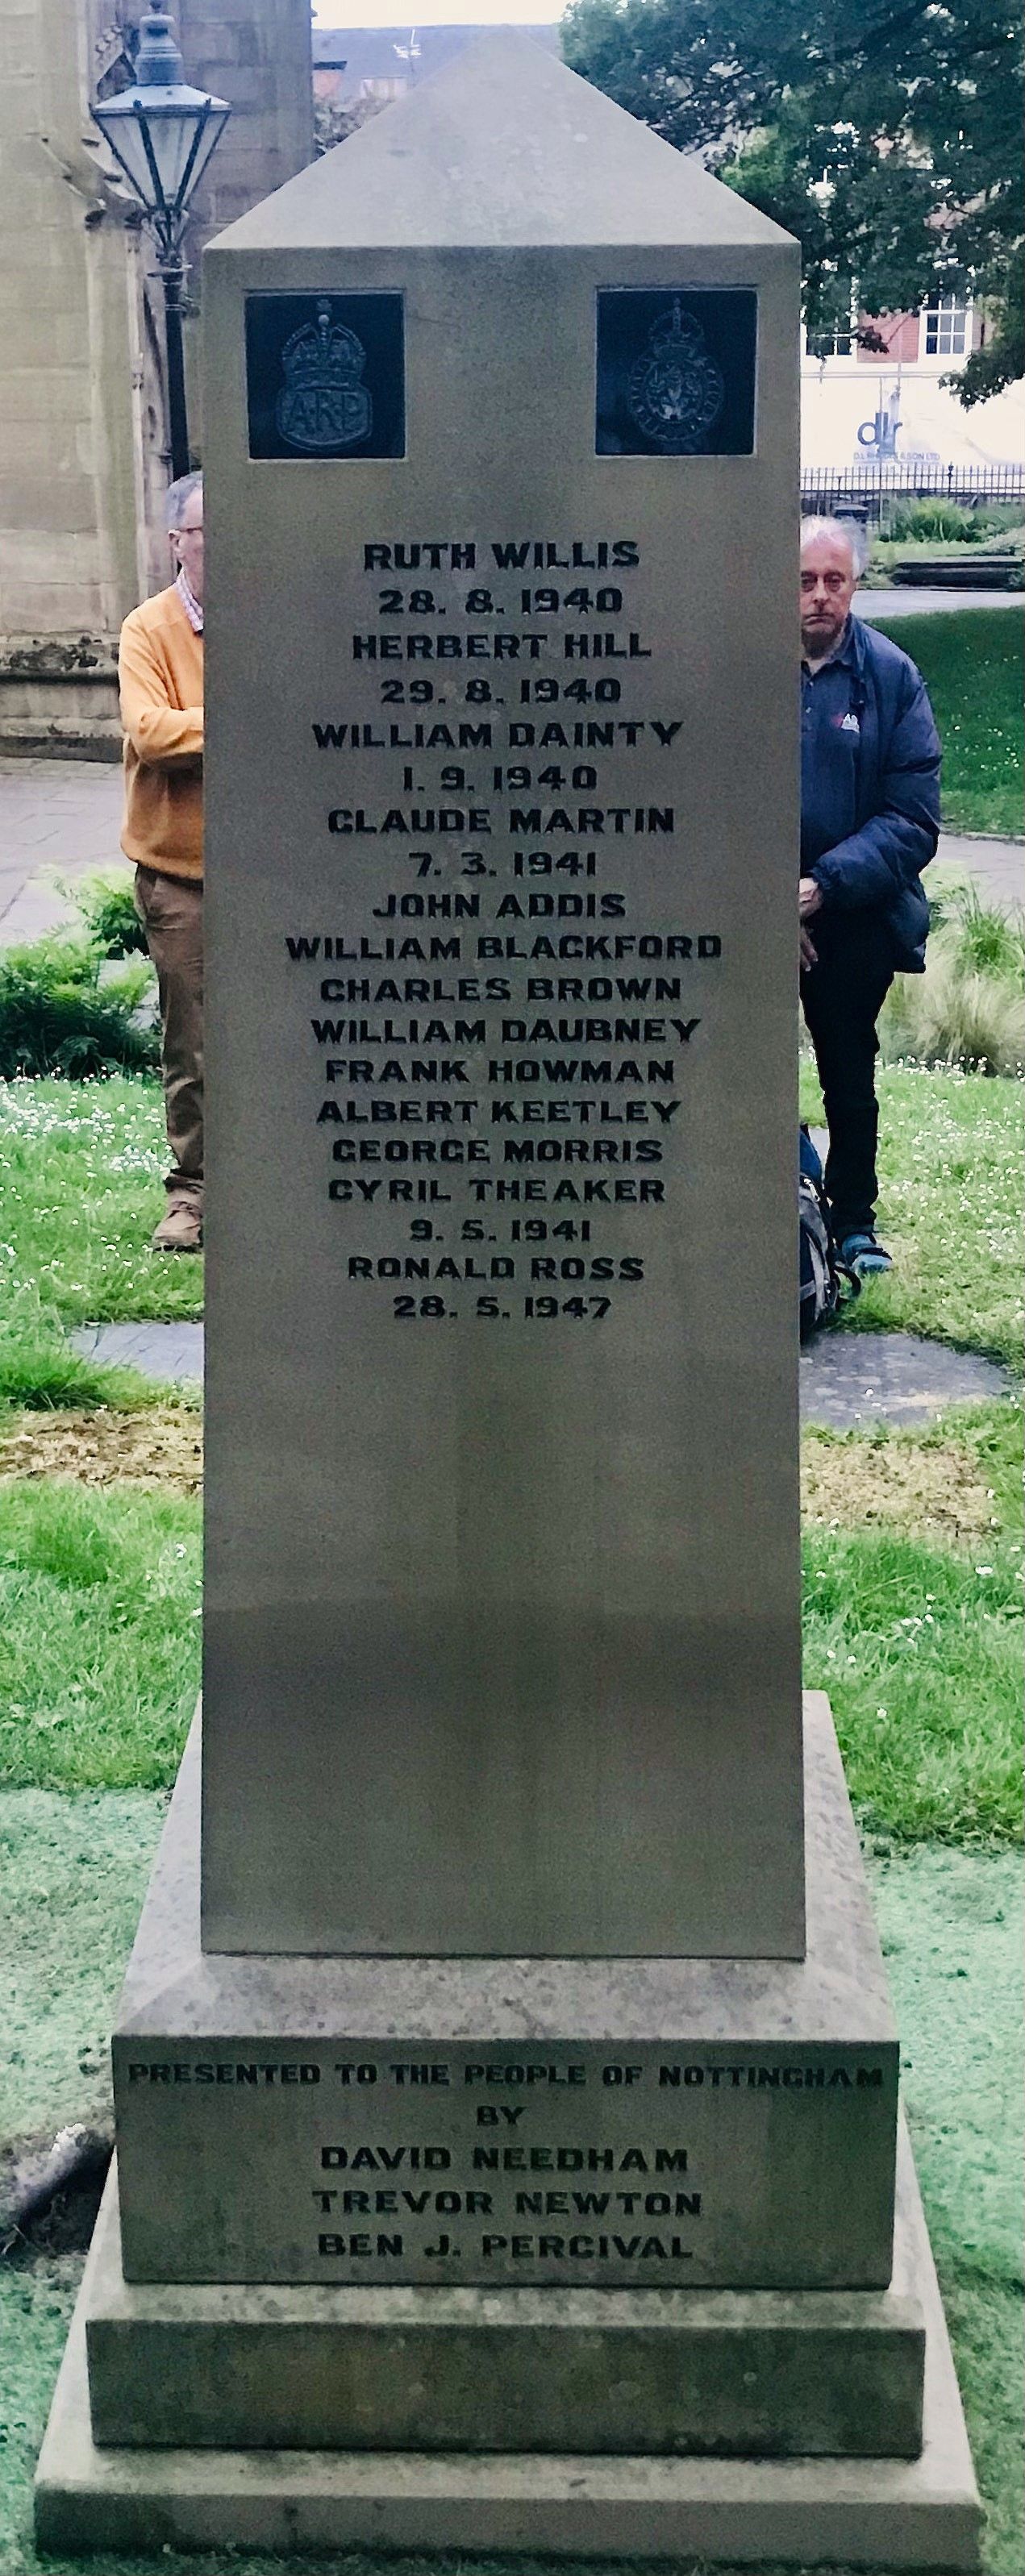 ARP
dlr
RUTH WILLIS
28. 8. 1940
HERBERT HILL
29. 8. 1940
WILLIAM DAINTY
1. 9. 1940
CLAUDE MARTIN
7. 3. 1941
JOHN ADDIS
WILLIAM BLACKFORD
CHARLES BROWN
WILLIAM DAUBNEY
FRANK HOWMAN
ALBERT KEETLEY
GEORGE MORRIS
CYRIL THEAKER
9. 5. 1941
RONALD ROSS
28. 5. 1947
PRESENTED TO THE PEOPLE OF NOTTINGHAM
BY
DAVID NEEDHAM
TREVOR NEWTON
BEN J. PERCIVAL